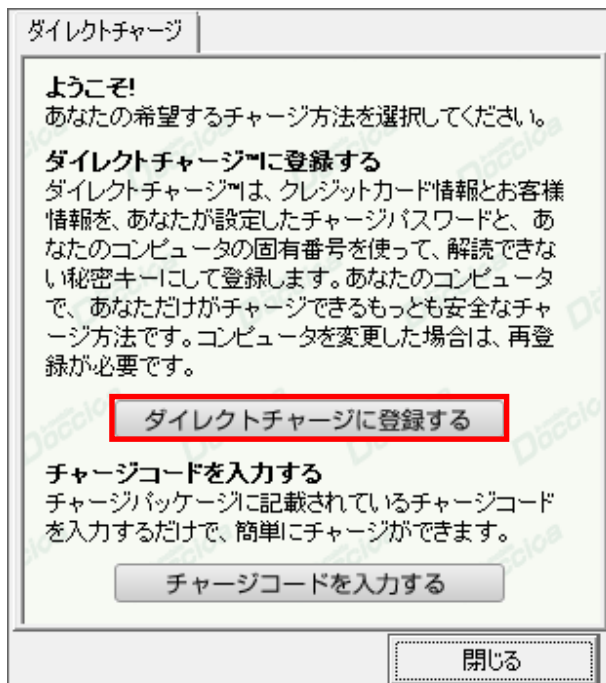 ダイレクトチャージ
ようこそ!
あなたの希望するチャージ方法を選択してください。
ダイレクトチャージ™に登録する
ダイレクトチャージ™は、クレジットカード情報とお客様
情報を、あなたが設定したチャージパスワードと、あ
なたのコンピュータの固有番号を使って、解読できな
い秘密キーにして登録します。あなたのコンピュータ
で、あなただけがチャージできるもっとも安全なチャ
ージ方法です。コンピュータを変更した場合は、再登
録が必要です。
ダイレクトチャージに登録する
チャージコードを入力する
チャージパッケージに記載されているチャージコード
を入力するだけで、簡単にチャージができます。
チャージコードを入力する
閉じる